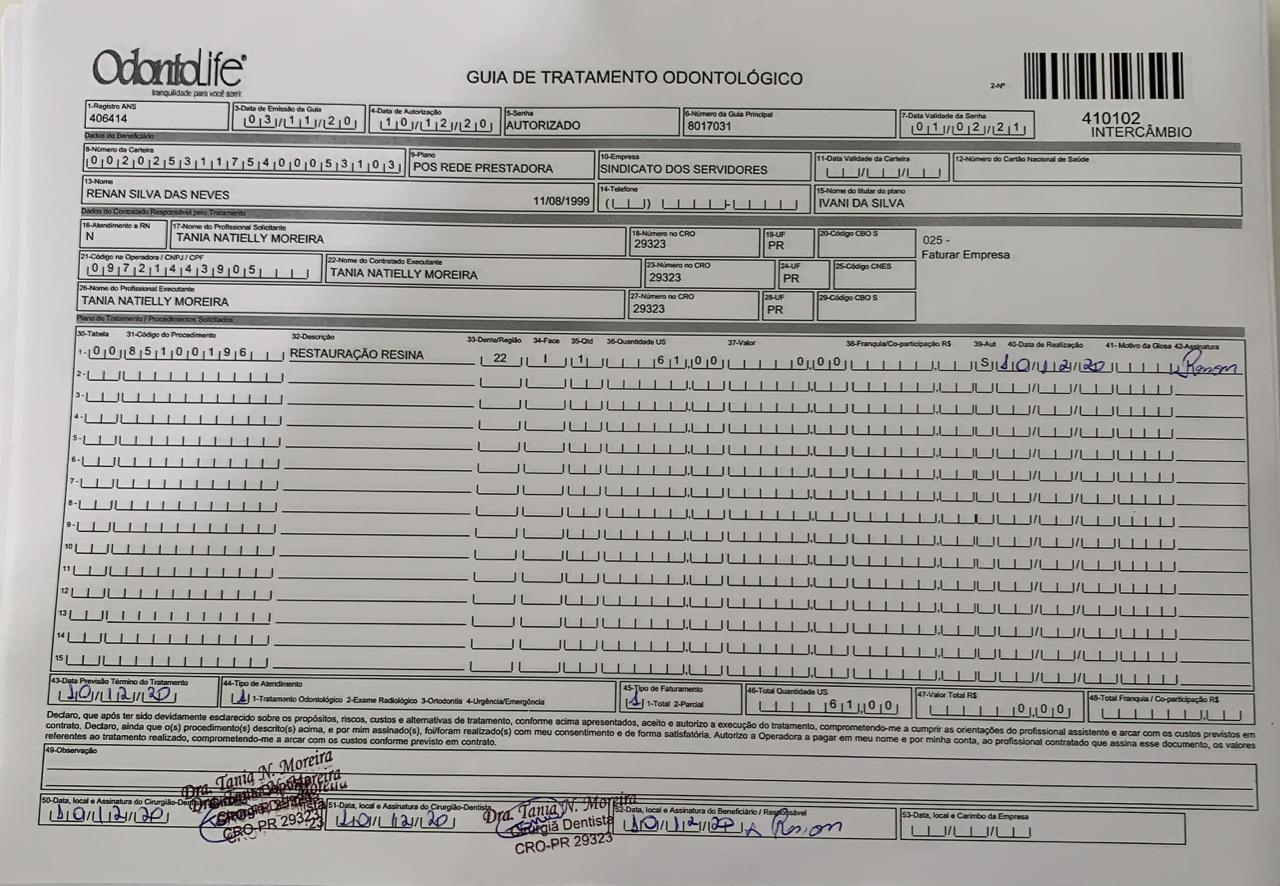 OdontoLife
tranquilidade para você sorrir
GUIA DE TRATAMENTO ODONTOLÓGICO
2-Nº
410102
INTERCÂMBIO
1-Registro ANS
406414
3-Data de Emissão da Guia
03/11/20
4-Data de Autorização
10/12/20
5-Senha
AUTORIZADO
6-Número da Guia Principal
8017031
7-Data Validade da Senha
01/02/21
Dados do Beneficiário
8-Número da Carteira
00202531175400053103
9-Plano
POS REDE PRESTADORA
10-Empresa
SINDICATO DOS SERVIDORES
11-Data Validade da Carteira
12-Número do Cartão Nacional de Saúde
13-Nome
RENAN SILVA DAS NEVES 11/08/1999
14-Telefone
15-Nome do titular do plano
IVANI DA SILVA
Dados do Contratado Responsável pelo Tratamento
16-Atendimento a RN
N
17-Nome do Profissional Solicitante
TANIA NATIELLY MOREIRA
18-Número no CRO
29323
19-UF
PR
20-Código CBO S
025 -
Faturar Empresa
21-Código na Operadora / CNPJ / CPF
09721443905
22-Nome do Contratado Executante
TANIA NATIELLY MOREIRA
23-Número no CRO
29323
24-UF
PR
25-Código CNES
26-Nome do Profissional Executante
TANIA NATIELLY MOREIRA
27-Número no CRO
29323
28-UF
PR
29-Código CBO S
Plano de Tratamento / Procedimentos Solicitados
30-Tabela 31-Código do Procedimento 32-Descrição 33-Dente/Região 34-Face 35-Qtd 36-Quantidade US 37-Valor 38-Franquia/Co-participação R$ 39-Aut 40-Data de Realização 41- Motivo da Glosa 42-Assinatura
1- 00 85100196 RESTAURAÇÃO RESINA 22 I 1 61,00 0,00 S 10/12/20 Renan
2-
3-
4-
5-
6-
7-
8-
9-
10
11
12
13
14
15
43-Data Previsão Término do Tratamento
10/12/20
44-Tipo de Atendimento
1 1-Tratamento Odontológico 2-Exame Radiológico 3-Ortodontia 4-Urgência/Emergência
45-Tipo de Faturamento
1 1-Total 2-Parcial
46-Total Quantidade US
61,00
47-Valor Total R$
0,00
48-Total Franquia / Co-participação R$
Declaro, que após ter sido devidamente esclarecido sobre os propósitos, riscos, custos e alternativas de tratamento, conforme acima apresentados, aceito e autorizo a execução do tratamento, comprometendo-me a cumprir as orientações do profissional assistente e arcar com os custos previstos em
contrato. Declaro, ainda que o(s) procedimento(s) descrito(s) acima, e por mim assinado(s), foi/foram realizado(s) com meu consentimento e de forma satisfatória. Autorizo a Operadora a pagar em meu nome e por minha conta, ao profissional contratado que assina esse documento, os valores
referentes ao tratamento realizado, comprometendo-me a arcar com os custos conforme previsto em contrato.
49-Observação
50-Data, local e Assinatura do Cirurgião-Dentista
10/12/20
Dra. Tania N. Moreira
CRO-PR 29323
51-Data, local e Assinatura do Cirurgião-Dentista
10/12/20
Dra. Tania N. Moreira
Cirurgiã Dentista
CRO-PR 29323
52-Data, local e Assinatura do Beneficiário / Responsável
10/12/20 x Renan
53-Data, local e Carimbo da Empresa